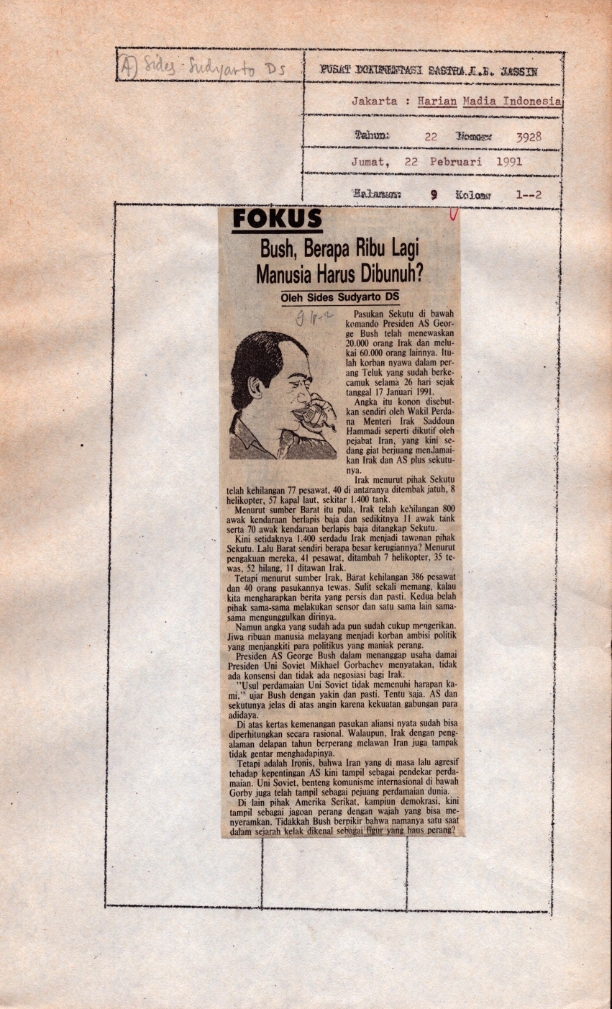 (A) Sides Sudyarto DS
PUSAT DOKUMENTASI SASTRA H.B. JASSIN
Jakarta : Harian Madia Indonesia
Tahun: 22 Nomor 3928
Jumat, 22 Pebruari 1991
Halaman: 9 Kolom 1--2
FOKUS
Bush, Berapa Ribu Lagi
Manusia Harus Dibunuh?
Oleh Sides Sudyarto DS
Pasukan Sekutu di bawah
komando Presiden AS Geor-
ge Bush telah menewaskan
20.000 orang Irak dan melu-
kai 60.000 orang lainnya. Itu-
lah korban nyawa dalam per-
ang Teluk yang sudah berke-
camuk selama 26 hari sejak
tanggal 17 Januari 1991.
Angka itu konon disebut-
kan sendiri oleh Wakil Perda-
na Menteri Irak Saddoun
Hammadi seperti dikutif oleh
pejabat Iran, yang kini se-
dang giat berjuang menJamai-
kan Irak dan AS plus sekutu-
nya.
Irak menurut pihak Sekutu
telah kehilangan 77 pesawat, 40 di antaranya ditembak jatuh, 8
helikopter, 57 kapal laut, sekitar 1.400 tank.
Menurut sumber Barat itu pula, Irak telah kehilangan 800
awak kendaraan berlapis baja dan sedikitnya 11 awak tank
serta 70 awak kendaraan berlapis baja ditangkap Sekutu.
Kini setidaknya 1.400 serdadu Irak menjadi tawanan pihak
Sekutu. Lalu Barat sendiri berapa besar kerugiannya? Menurut
pengakuan mereka, 41 pesawat, ditambah 7 helikopter, 35 te-
was, 52 hilang, 11 ditawan Irak.
Tetapi menurut sumber Irak, Barat kehilangan 386 pesawat
dan 40 orang pasukannya tewas. Sulit sekali memang, kalau
kita mengharapkan berita yang persis dan pasti. Kedua belah
pihak sama-sama melakukan sensor dan satu sama lain sama-
sama mengunggulkan dirinya.
Namun angka yang sudah ada pun sudah cukup mengerikan.
Jiwa ribuan manusia melayang menjadi korban ambisi politik
yang menjangkiti para politikus yang maniak perang.
Presiden AS George Bush dalam menanggap usaha damai
Presiden Uni Soviet Mikhael Gorbachev menyatakan, tidak
ada konsensi dan tidak ada negosiasi bagi Irak.
"Usul perdamaian Uni Soviet tidak memenuhi harapan ka-
mi," ujar Bush dengan yakin dan pasti. Tentu saja. AS dan
sekutunya jelas di atas angin karena kekuatan gabungan para
adidaya.
Di atas kertas kemenangan pasukan aliansi nyata sudah bisa
diperhitungkan secara rasional. Walaupun, Irak dengan peng-
alaman delapan tahun berperang melawan Iran juga tampak
tidak gentar menghadapinya.
Tetapi adalah Ironis, bahwa Iran yang di masa lalu agresif
tehadap kepentingan AS kini tampil sebagai pendekar perda-
maian. Uni Soviet, benteng komunisme internasional di bawah
Gorby juga telah tampil sebagai pejuang perdamaian dunia.
Di lain pihak Amerika Serikat, kampiun demokrasi, kini
tampil sebagai jagoan perang dengan wajah yang bisa me-
nyeramkan. Tidakkah Bush berpikir bahwa namanya satu saat
dalam sejarah kelak dikenal sebagai figur yang haus perang?